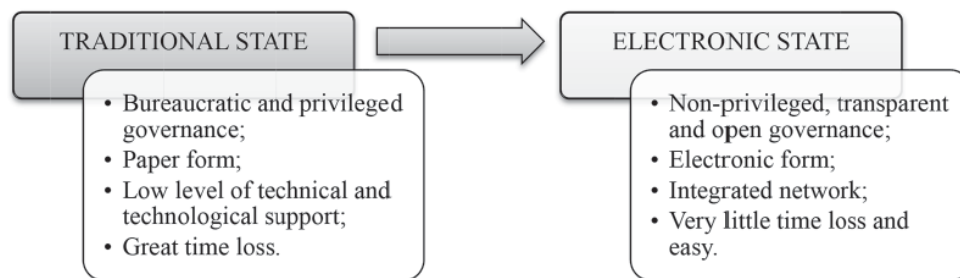 TRADITIONAL STATE
• Bureaucratic and privileged
governance;
• Paper form;
• Low level of technical and
technological support;
• Great time loss.
ELECTRONIC STATE
• Non-privileged, transparent
and open governance;
• Electronic form;
• Integrated network;
• Very little time loss and
easy.